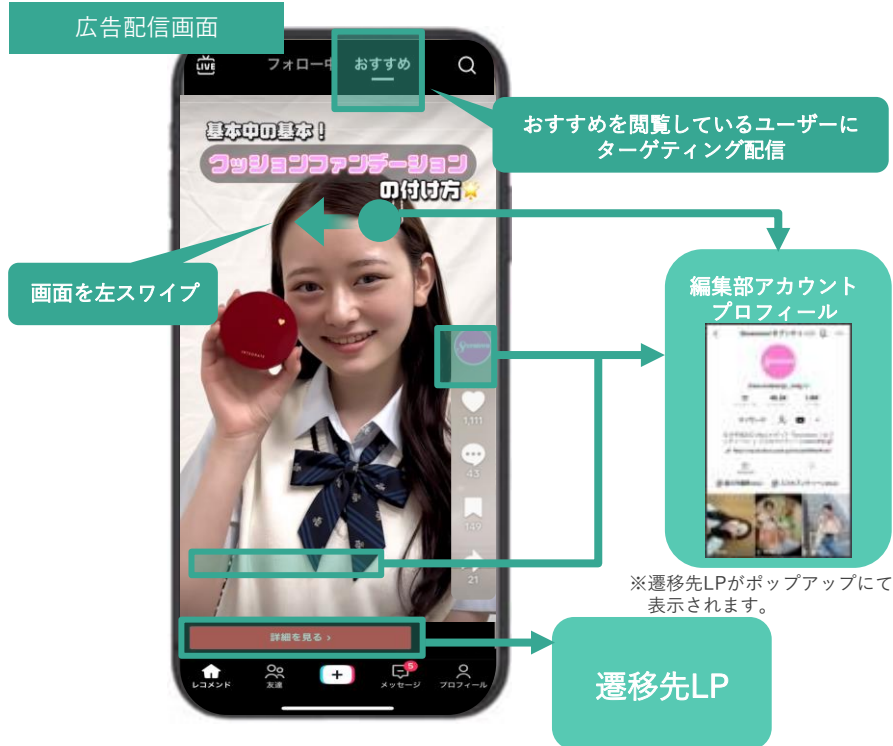 広告配信画面
LIVE
フォロー中
おすすめ
おすすめを閲覧しているユーザーに
ターゲティング配信
基本中の基本！
クッションファンデーション
の付け方
画面を左スワイプ
INTEGRATE
編集部アカウント
プロフィール
1,111
43
149
21
※遷移先LPがポップアップにて
表示されます。
詳細を見る ›
遷移先LP
5
レコメンド
友達
メッセージ
プロフィール